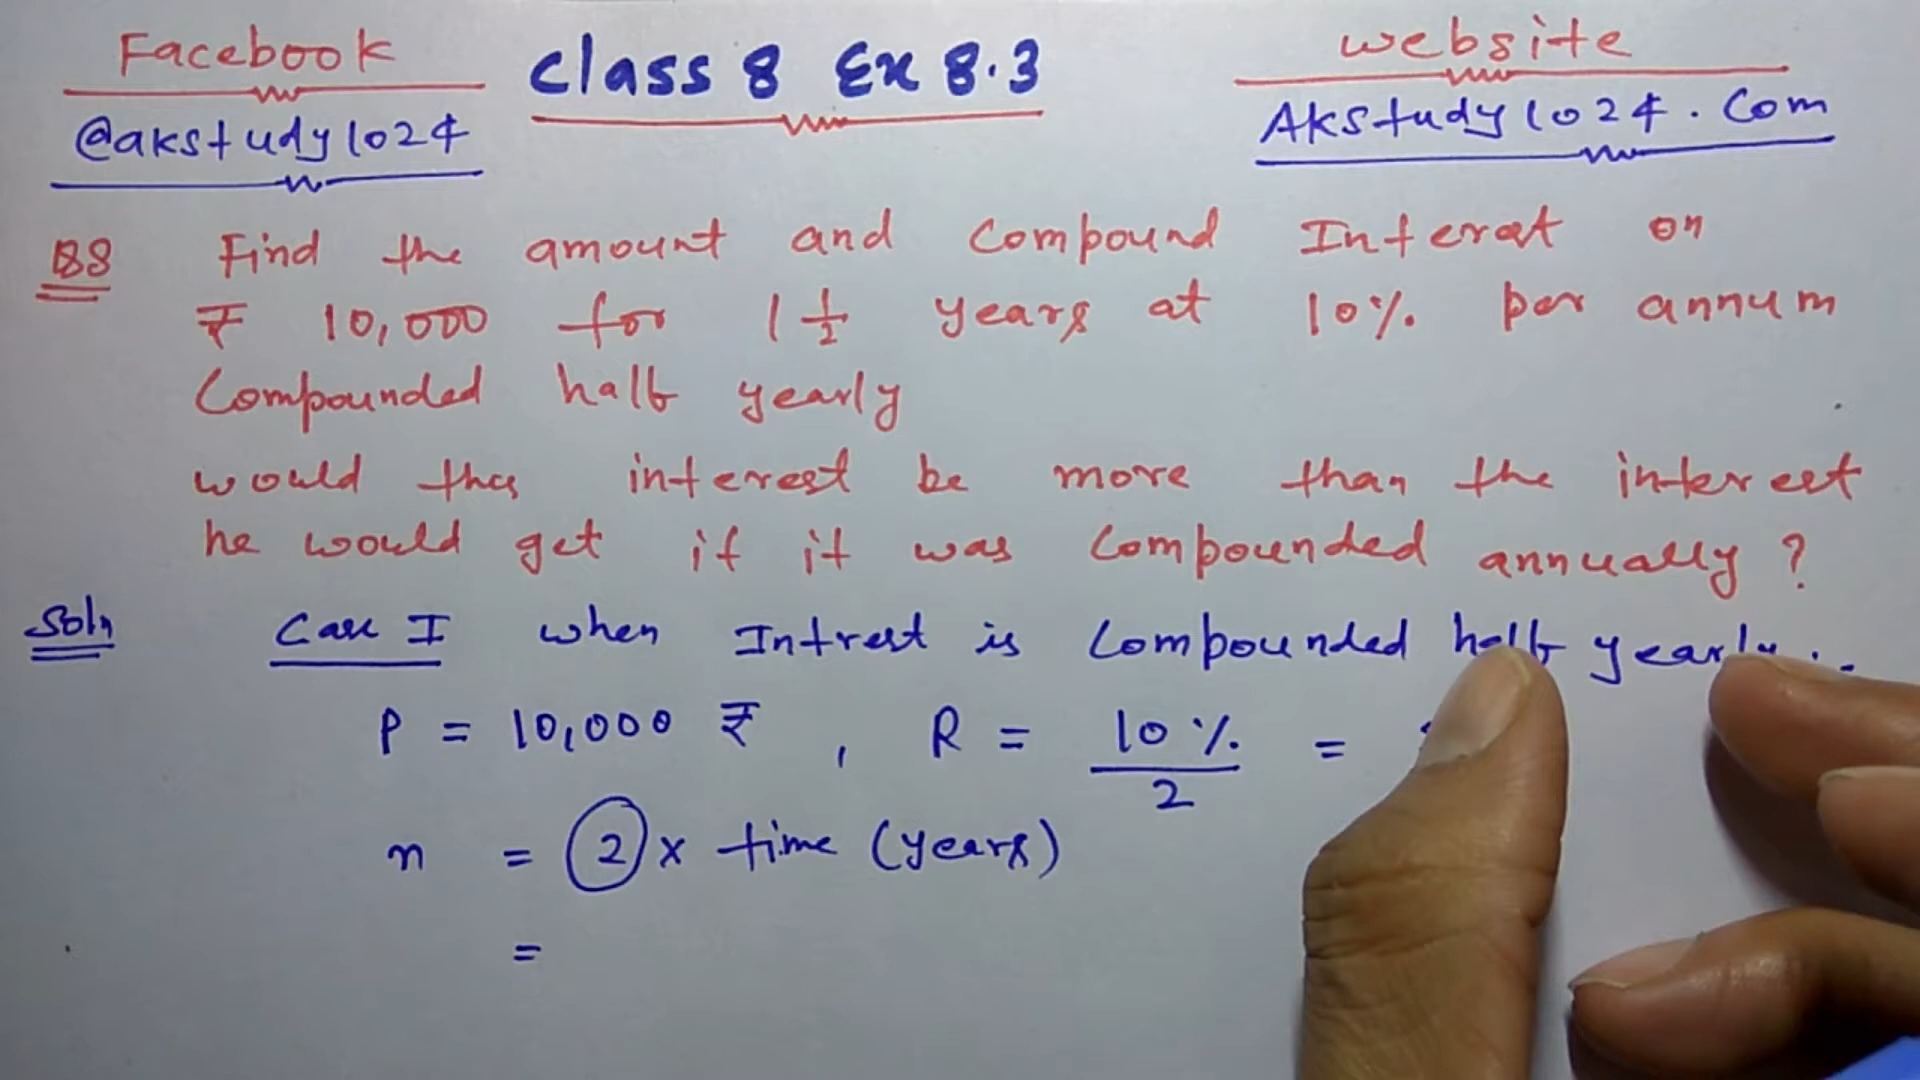 Facebook
@akstudy1024
Class 8 Ex 8.3
website
AKStudy1024.Com
Q8 Find the amount and compound Interest on
₹ 10,000 for 1 1/2 years at 10% per annum
Compounded half yearly
would this interest be more than the interest
he would get if it was compounded annually?
Soln Case I when Intrest is compounded half yearly..
P = 10,000 ₹, R = 10%/2 =
n = 2 x time (years)
=